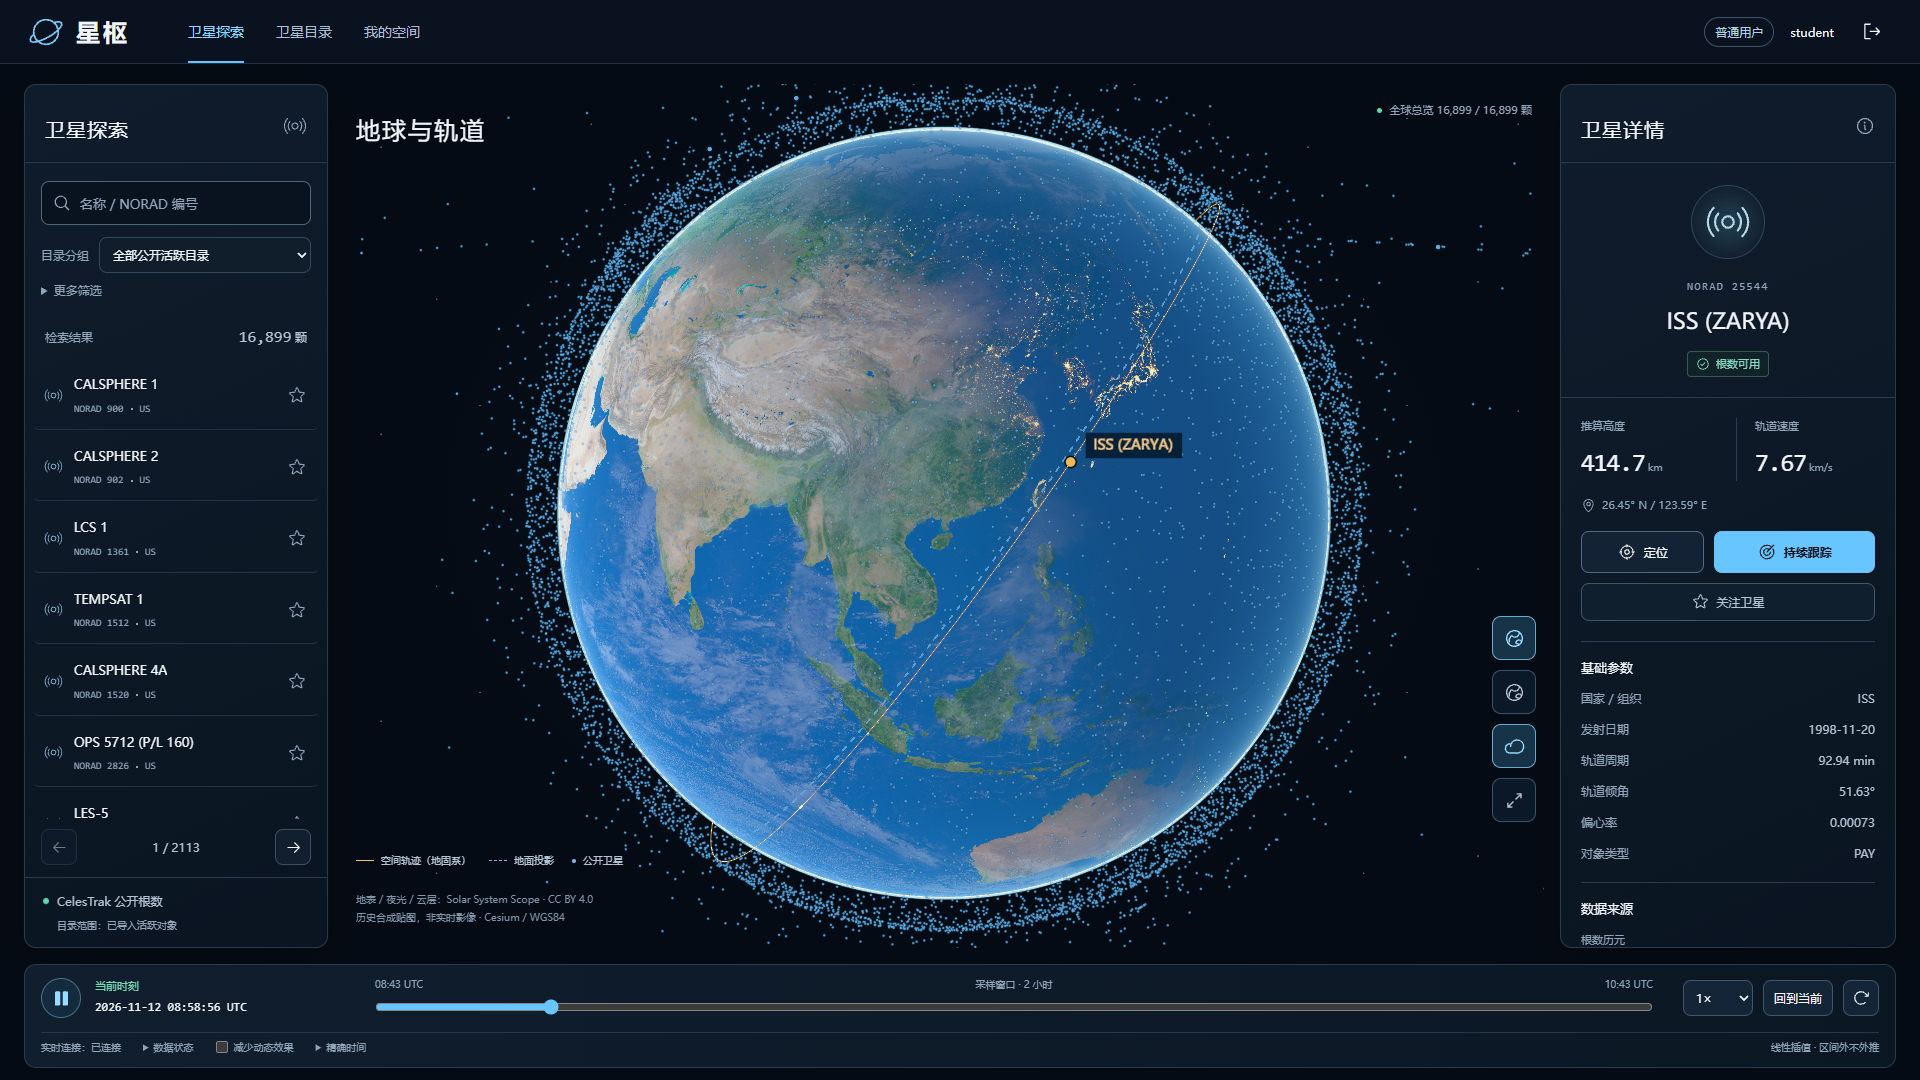 星枢
卫星探索
卫星目录
我的空间
普通用户
student
卫星探索
名称 / NORAD 编号
目录分组
全部公开活跃目录
更多筛选
检索结果
16,899 颗
CALSPHERE 1
NORAD 900 • US
CALSPHERE 2
NORAD 902 • US
LCS 1
NORAD 1361 • US
TEMPSAT 1
NORAD 1512 • US
CALSPHERE 4A
NORAD 1520 • US
OPS 5712 (P/L 160)
NORAD 2826 • US
LES-5
1 / 2113
CelesTrak 公开根数
目录范围：已导入活跃对象
地球与轨道
全球总览 16,899 / 16,899 颗
ISS (ZARYA)
空间轨迹（地固系）
地面投影
公开卫星
地表 / 夜光 / 云层：Solar System Scope · CC BY 4.0
历史合成贴图，非实时影像 · Cesium / WGS84
卫星详情
NORAD 25544
ISS (ZARYA)
根数可用
推算高度
414.7 km
轨道速度
7.67 km/s
26.45° N / 123.59° E
定位
持续跟踪
关注卫星
基础参数
国家 / 组织
ISS
发射日期
1998-11-20
轨道周期
92.94 min
轨道倾角
51.63°
偏心率
0.00073
对象类型
PAY
数据来源
根数历元
当前时刻
2026-11-12 08:58:56 UTC
08:43 UTC
采样窗口 · 2 小时
10:43 UTC
1×
回到当前
实时连接：已连接
数据状态
减少动态效果
精确时间
线性插值 · 区间外不外推